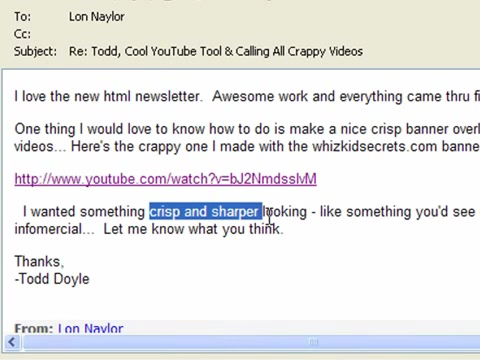 To: Lon Naylor
Cc:
Subject: Re: Todd, Cool YouTube Tool & Calling All Crappy Videos
I love the new html newsletter. Awesome work and everything came thru fi
One thing I would love to know how to do is make a nice crisp banner overl
videos... Here's the crappy one I made with the whizkidsecrets.com banne
http://www.youtube.com/watch?v=bJ2NmdsslvM
I wanted something crisp and sharper looking - like something you'd see
infomercial... Let me know what you think.
Thanks,
-Todd Doyle
From: Lon Naylor